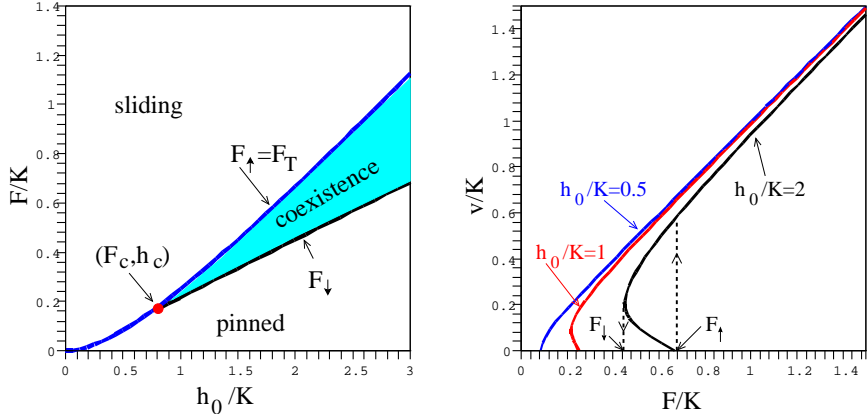 1.4
1.2
1
0.8
0.6
0.4
0.2
0
F/K
sliding
F↑=F_T
coexistence
(F_c,h_c)
F↓
pinned
0 0.5 1 1.5 2 2.5 3
h_0/K
1.4
1.2
1
0.8
0.6
0.4
0.2
0
v/K
h_0/K=0.5
h_0/K=2
h_0/K=1
F↓
F↑
0 0.2 0.4 0.6 0.8 1 1.2 1.4
F/K